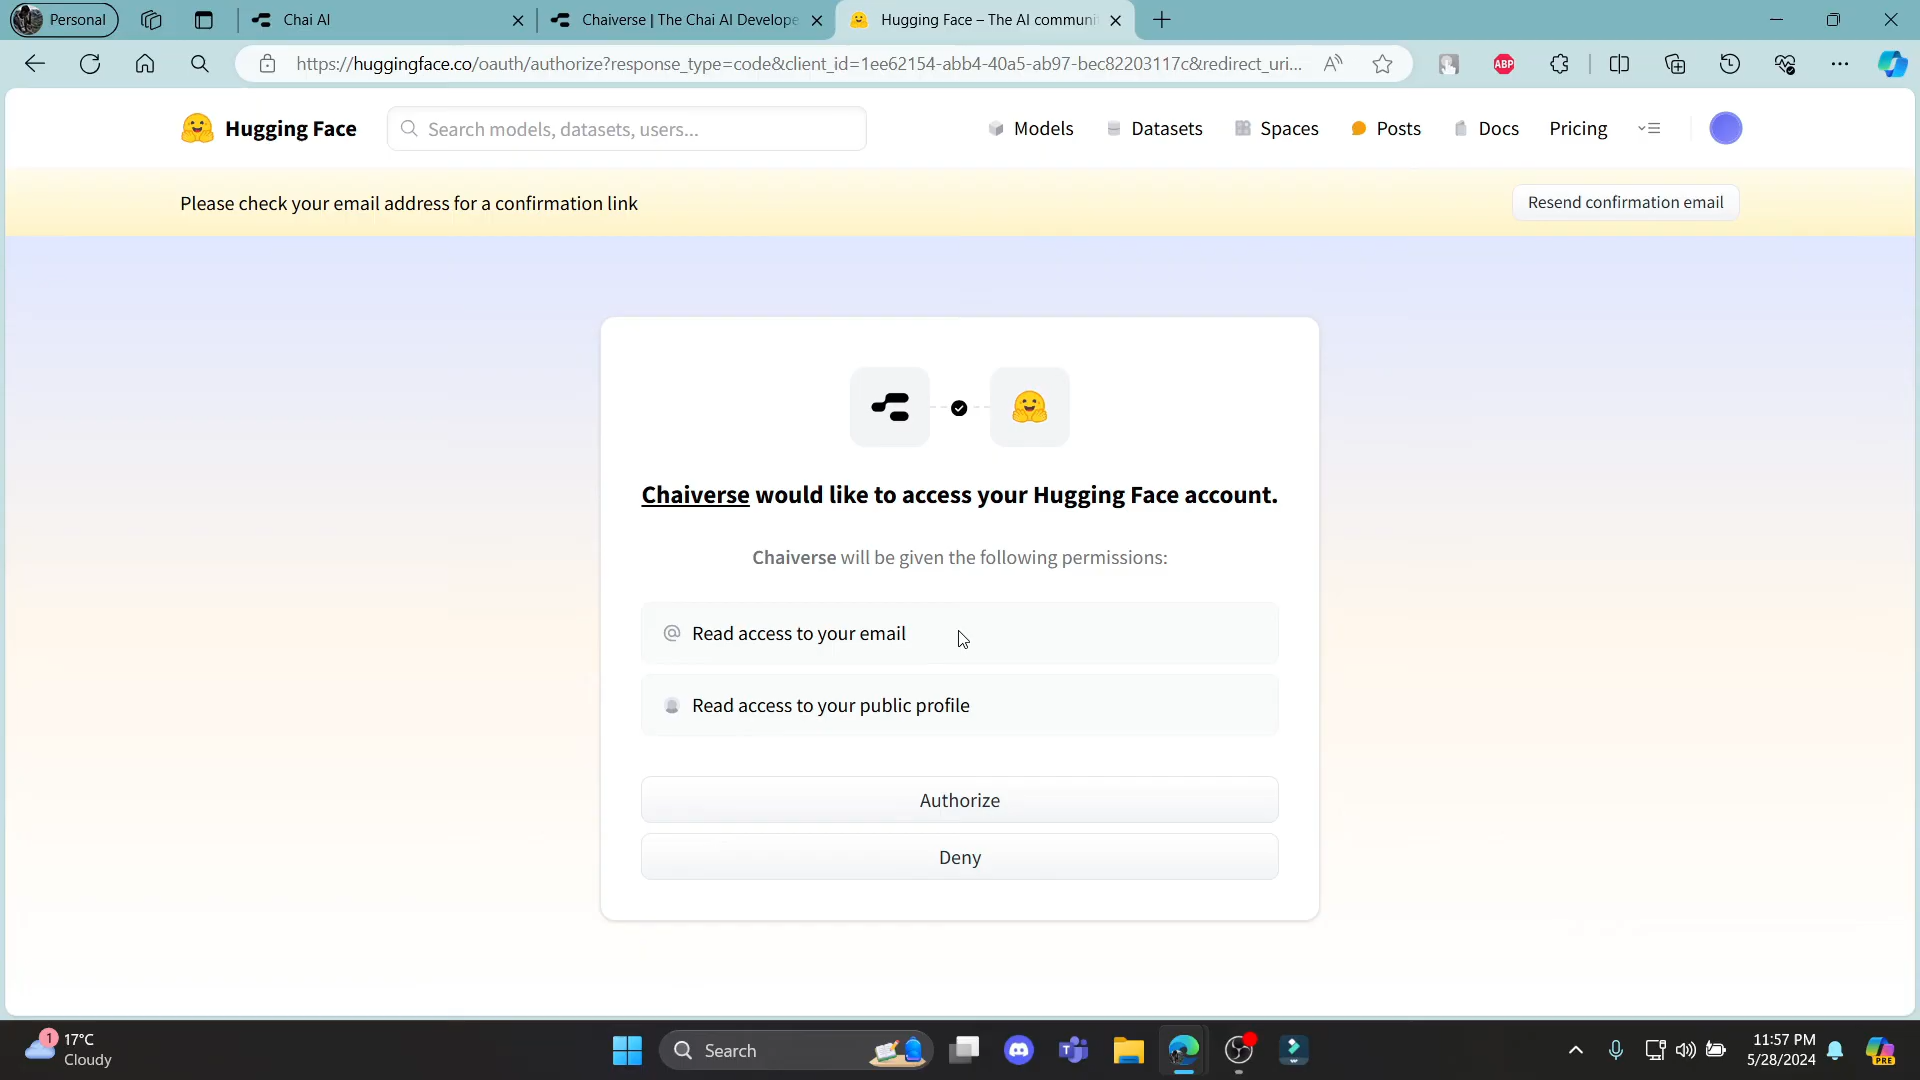 Personal
Chai AI
Chaiverse | The Chai AI Develope
Hugging Face – The AI communi
https://huggingface.co/oauth/authorize?response_type=code&client_id=1ee62154-abb4-40a5-ab97-bec82203117c&redirect_uri...
ABP
Hugging Face
Search models, datasets, users...
Models
Datasets
Spaces
Posts
Docs
Pricing
Please check your email address for a confirmation link
Resend confirmation email
Chaiverse would like to access your Hugging Face account.
Chaiverse will be given the following permissions:
@ Read access to your email
Read access to your public profile
Authorize
Deny
1
17°C
Cloudy
Search
11:57 PM
5/28/2024
PRE